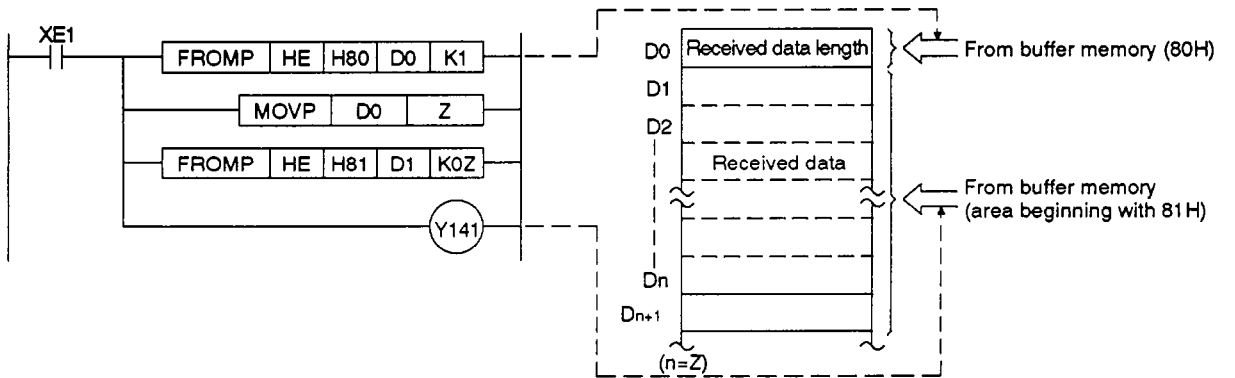 XE1
FROMP HE H80 D0 K1
MOVP D0 Z
FROMP HE H81 D1 K0Z
Y141
D0 Received data length
D1
D2
Received data
Dn
Dn+1
(n=Z)
From buffer memory (80H)
From buffer memory
(area beginning with 81H)